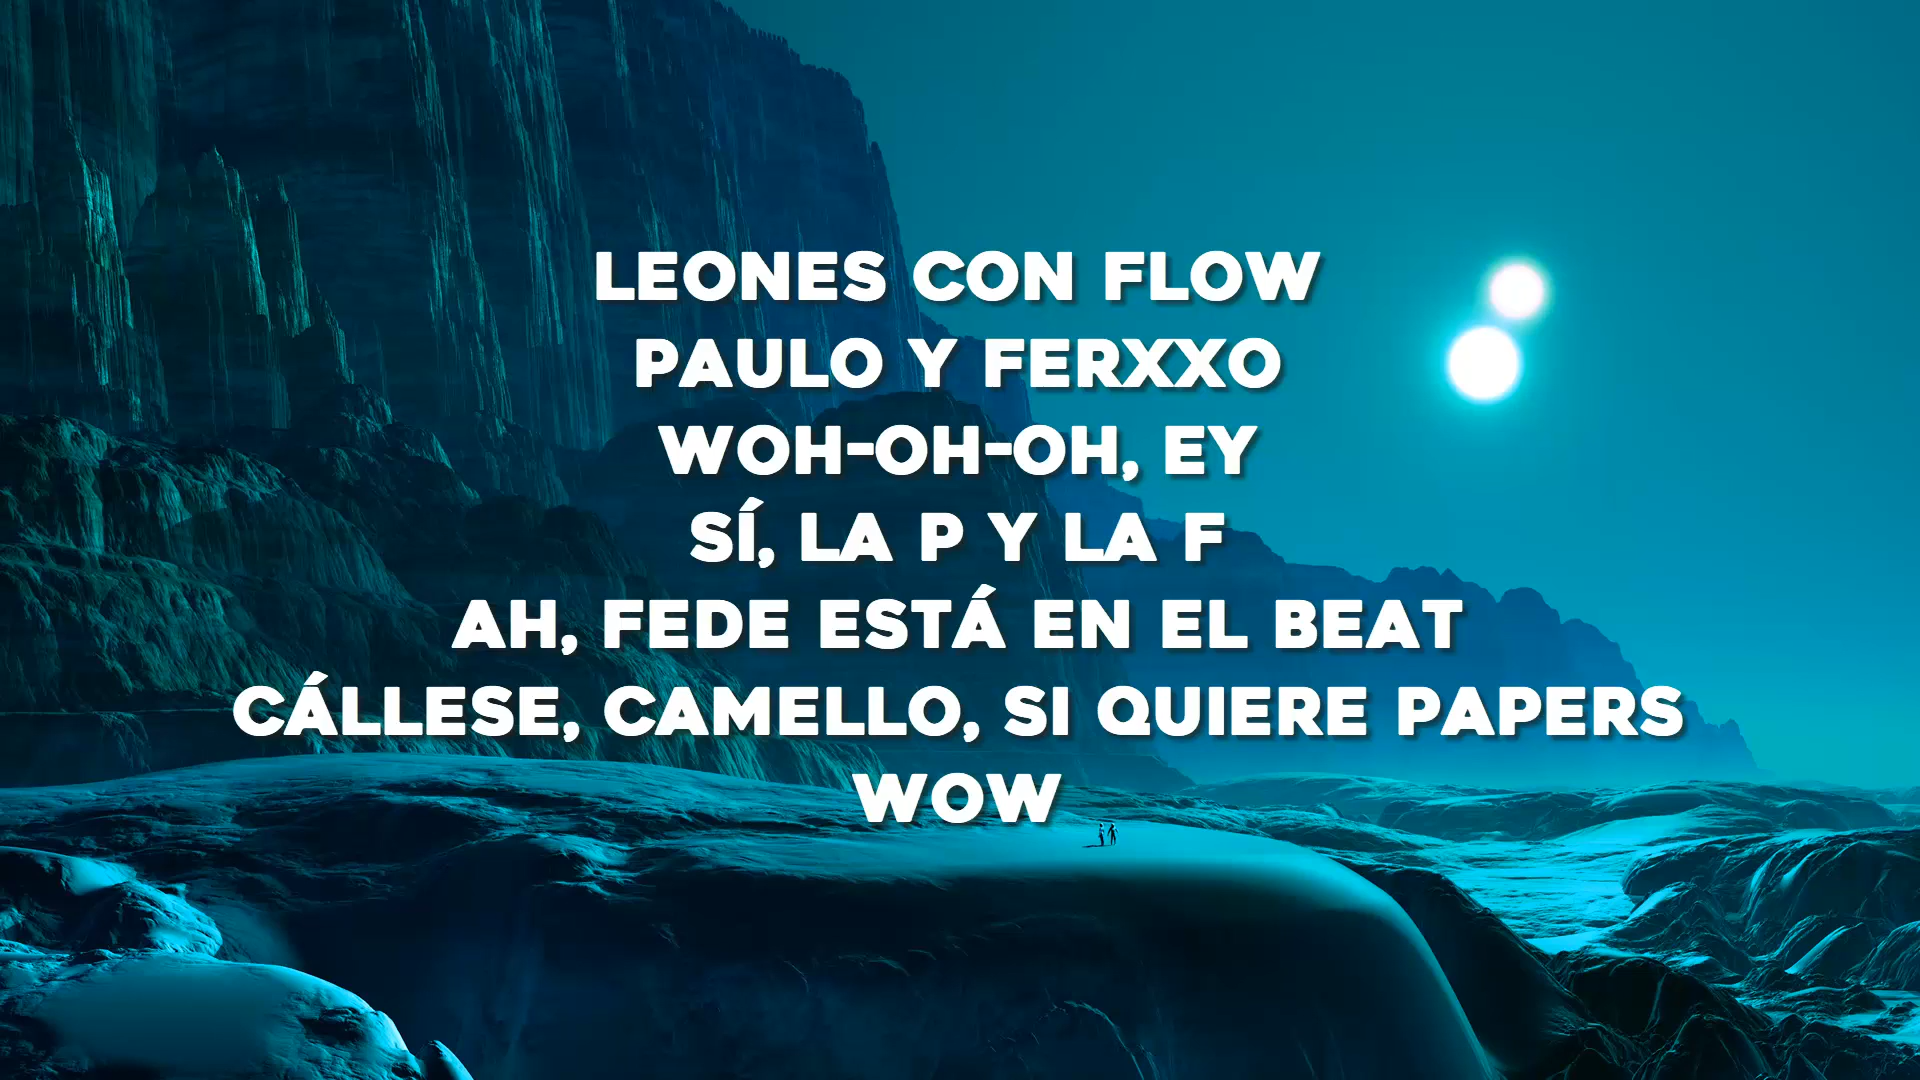 LEONES CON FLOW
PAULO Y FERXXO
WOH-OH-OH, EY
SÍ, LA P Y LA F
AH, FEDE ESTÁ EN EL BEAT
CÁLLESE, CAMELLO, SI QUIERE PAPERS
WOW